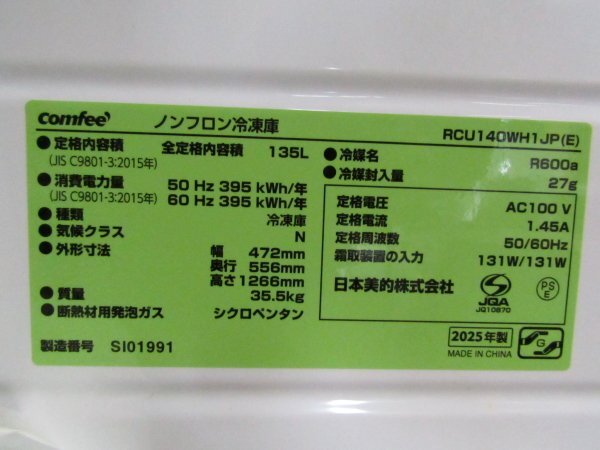 comfee' ノンフロン冷凍庫 RCU140WH1JP(E)
●定格内容積 全定格内容積 135L
(JIS C9801-3:2015年)
●消費電力量 50 Hz 395 kWh/年
(JIS C9801-3:2015年) 60 Hz 395 kWh/年
●種類 冷凍庫
●気候クラス N
●外形寸法 幅 472mm
奥行 556mm
高さ 1266mm
●質量 35.5kg
●断熱材用発泡ガス シクロペンタン
製造番号 SI01991
●冷媒名 R600a
●冷媒封入量 27g
定格電圧 AC100 V
定格電流 1.45A
定格周波数 50/60Hz
霜取装置の入力 131W/131W
日本美的株式会社
JQA
JQ10870
PS
E
2025年製
MADE IN CHINA
G